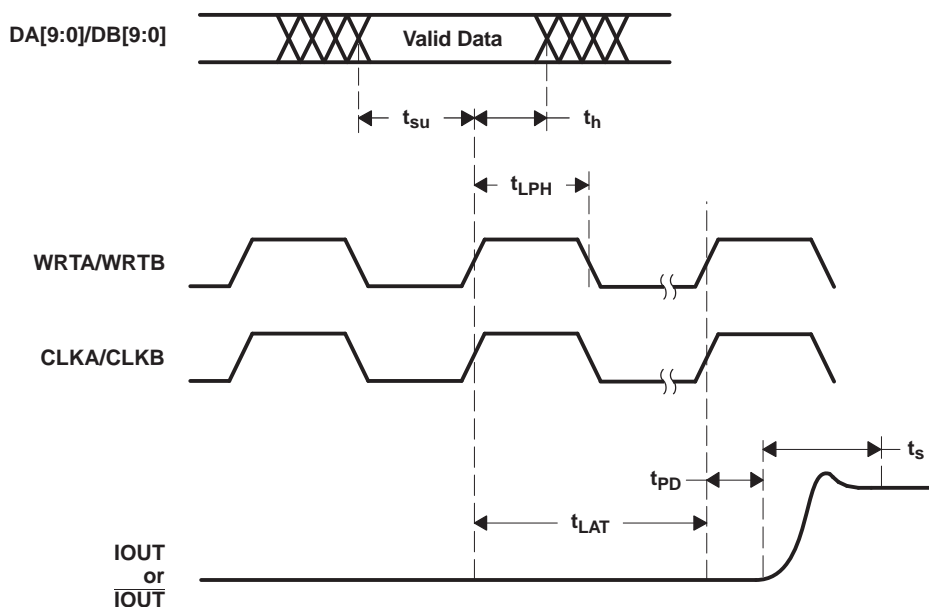 DA[9:0]/DB[9:0]
Valid Data
tsu
th
tLPH
WRTA/WRTB
CLKA/CLKB
ts
tPD
tLAT
IOUT
or
IOUT